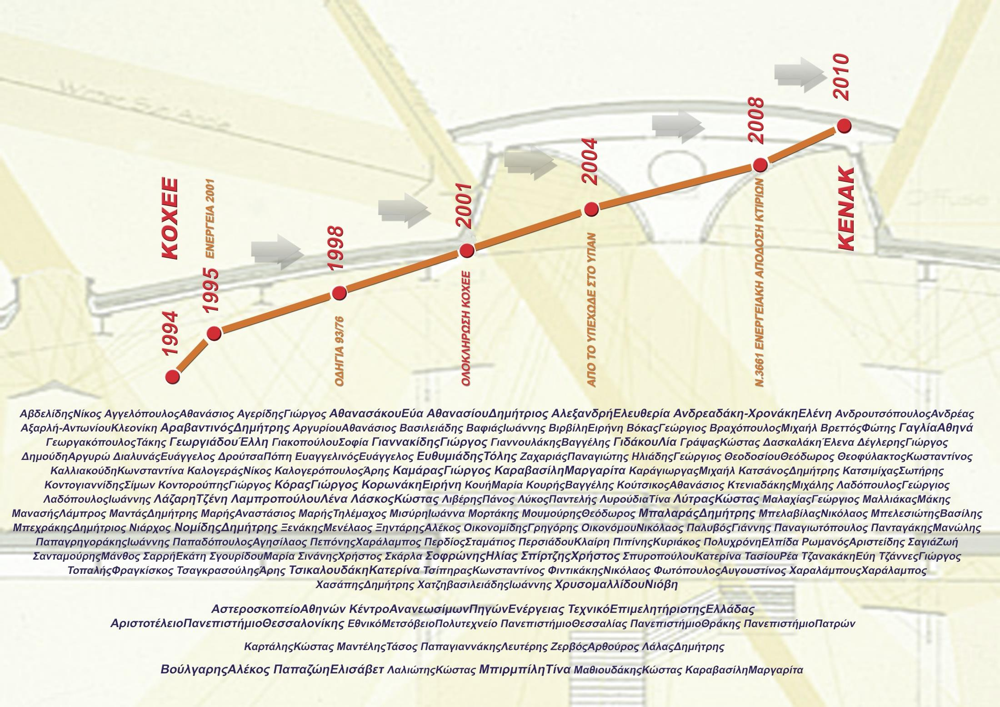 1994
ΚΟΧΕΕ
1995
ΕΝΕΡΓΕΙΑ 2001
1998
ΟΔΗΓΙΑ 93/76
2001
ΟΛΟΚΛΗΡΩΣΗ ΚΟΧΕΕ
2004
ΑΠΟ ΤΟ ΥΠΕΧΩΔΕ ΣΤΟ ΥΠΑΝ
2008
Ν.3661 ΕΝΕΡΓΕΙΑΚΗ ΑΠΟΔΟΣΗ ΚΤΙΡΙΩΝ
2010
ΚΕΝΑΚ
ΑβδελίδηςΝίκος ΑγγελόπουλοςΑθανάσιος ΑγερίδηςΓιώργος ΑθανασάκουΕύα ΑθανασίουΔημήτριος ΑλεξανδρήΕλευθερία Ανδρεαδάκη-ΧρονάκηΕλένη ΑνδρουτσόπουλοςΑνδρέας
Αξαρλή-ΑντωνίουΚλεονίκη ΑραβαντινόςΔημήτρης ΑργυρίουΑθανάσιος Βασιλειάδης ΒαφιάςΙωάννης ΒιρβίληΕιρήνη ΒόκαςΓεώργιος ΒραχόπουλοςΜιχαήλ ΒρεττόςΦώτης ΓαγλίαΑθηνά
ΓεωργακόπουλοςΤάκης ΓεωργιάδουΈλλη ΓιακοπούλουΣοφία ΓιαννακίδηςΓιώργος ΓιαννουλάκηςΒαγγέλης ΓιδάκουΛία ΓράψαςΚώστας ΔασκαλάκηΈλενα ΔέγλερηςΓιώργος
ΔημούδηΑργυρώ ΔιαλυνάςΕυάγγελος ΔρούτσαΠόπη ΕυαγγελινόςΕυάγγελος ΕυθυμιάδηςΤόλης ΖαχαριάςΠαναγιώτης ΗλιάδηςΓεώργιος ΘεοδοσίουΘεόδωρος ΘεοφύλακτοςΚωσταντίνος
ΚαλλιακούδηΚωνσταντίνα ΚαλογεράςΝίκος ΚαλογερόπουλοςΆρης ΚαμάραςΓιώργος ΚαραβασίληΜαργαρίτα ΚαράγιωργαςΜιχαήλ ΚατσάνοςΔημήτρης ΚατσιμίχαςΣωτήρης
ΚοντογιαννίδηςΣίμων ΚοντορούπηςΓιώργος ΚόραςΓιώργος ΚορωνάκηΕιρήνη ΚουήΜαρία ΚουρήςΒαγγέλης ΚούτσικοςΑθανάσιος ΚτενιαδάκηςΜιχάλης ΛαδόπουλοςΓεώργιος
ΛαδόπουλοςΙωάννης ΛάζαρηΤζένη ΛαμπροπούλουΛένα ΛάσκοςΚώστας ΛιβέρηςΠάνος ΛύκοςΠαντελής ΛυρούδιαΤίνα ΛύτραςΚώστας ΜαλαχίαςΓεώργιος ΜαλλιάκαςΜάκης
ΜανασήςΛάμπρος ΜαντάςΔημήτρης ΜαρήςΑναστάσιος ΜαρήςΤηλέμαχος ΜισύρηΙωάννα Μορτάκης ΜουμούρηςΘεόδωρος ΜπαλαράςΔημήτρης ΜπελαβίλαςΝικόλαος ΜπελεσιώτηςΒασίλης
ΜπεχράκηςΔημήτριος Νιάρχος ΝομίδηςΔημήτρης ΞενάκηςΜενέλαος ΞηντάρηςΑλέκος ΟικονομίδηςΓρηγόρης ΟικονόμουΝικόλαος ΠαλυβόςΓιάννης Παναγιωτόπουλος ΠανταγάκηςΜανώλης
ΠαπαγρηγοράκηςΙωάννης ΠαπαδόπουλοςΑγησίλαος ΠεπόνηςΧαράλαμπος ΠερδίοςΣταμάτιος ΠερσιάδουΚλαίρη ΠιπίνηςΚυριάκος ΠολυχρόνηΕλπίδα ΡωμανόςΑριστείδης ΣαγιάΖωή
ΣανταμούρηςΜάνθος ΣαρρήΕκάτη ΣγουρίδουΜαρία ΣινάνηςΧρήστος Σκάρλα ΣοφρώνηςΗλίας ΣπίρτζηςΧρήστος ΣπυροπούλουΚατερίνα ΤασίουΡέα ΤζανακάκηΕύη ΤζάννεςΓιώργος
ΤοπαλήςΦραγκίσκος ΤσαγκρασούληςΆρης ΤσικαλουδάκηΚατερίνα ΤσίπηραςΚωνσταντίνος ΦιντικάκηςΝικόλαος ΦωτόπουλοςΑυγουστίνος ΧαραλάμπουςΧαράλαμπος
ΧασάπηςΔημήτρης ΧατζηβασιλειάδηςΙωάννης ΧρυσομαλλίδουΝιόβη
ΑστεροσκοπείοΑθηνών ΚέντροΑνανεωσίμωνΠηγώνΕνέργειας ΤεχνικόΕπιμελητήριοτηςΕλλάδας
ΑριστοτέλειοΠανεπιστήμιοΘεσσαλονίκης ΕθνικόΜετσόβειοΠολυτεχνείο ΠανεπιστήμιοΘεσσαλίας ΠανεπιστήμιοΘράκης ΠανεπιστήμιοΠατρών
ΚαρτάληςΚώστας ΜαντέληςΤάσος ΠαπαγιαννάκηςΛευτέρης ΖερβόςΑρθούρος ΛάλαςΔημήτρης
ΒούλγαρηςΑλέκος ΠαπαζώηΕλισάβετ ΛαλιώτηςΚώστας ΜπιρμπίληΤίνα ΜαθιουδάκηςΚώστας ΚαραβασίληΜαργαρίτα